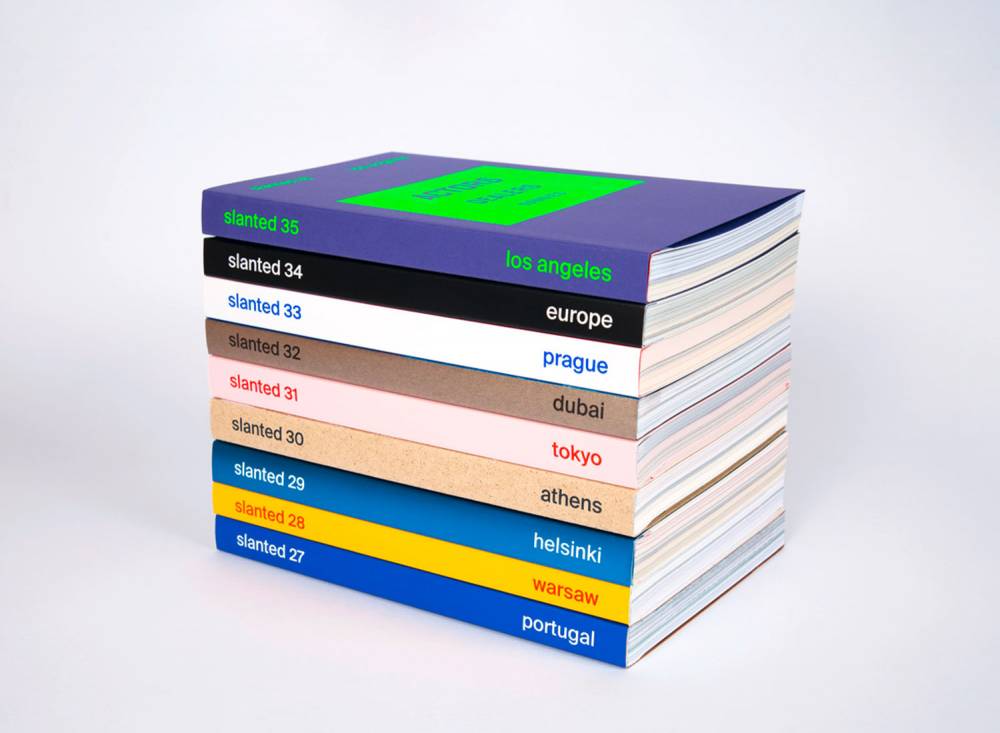 slanted 35 los angeles
slanted 34 europe
slanted 33 prague
slanted 32 dubai
slanted 31 tokyo
slanted 30 athens
slanted 29 helsinki
slanted 28 warsaw
slanted 27 portugal